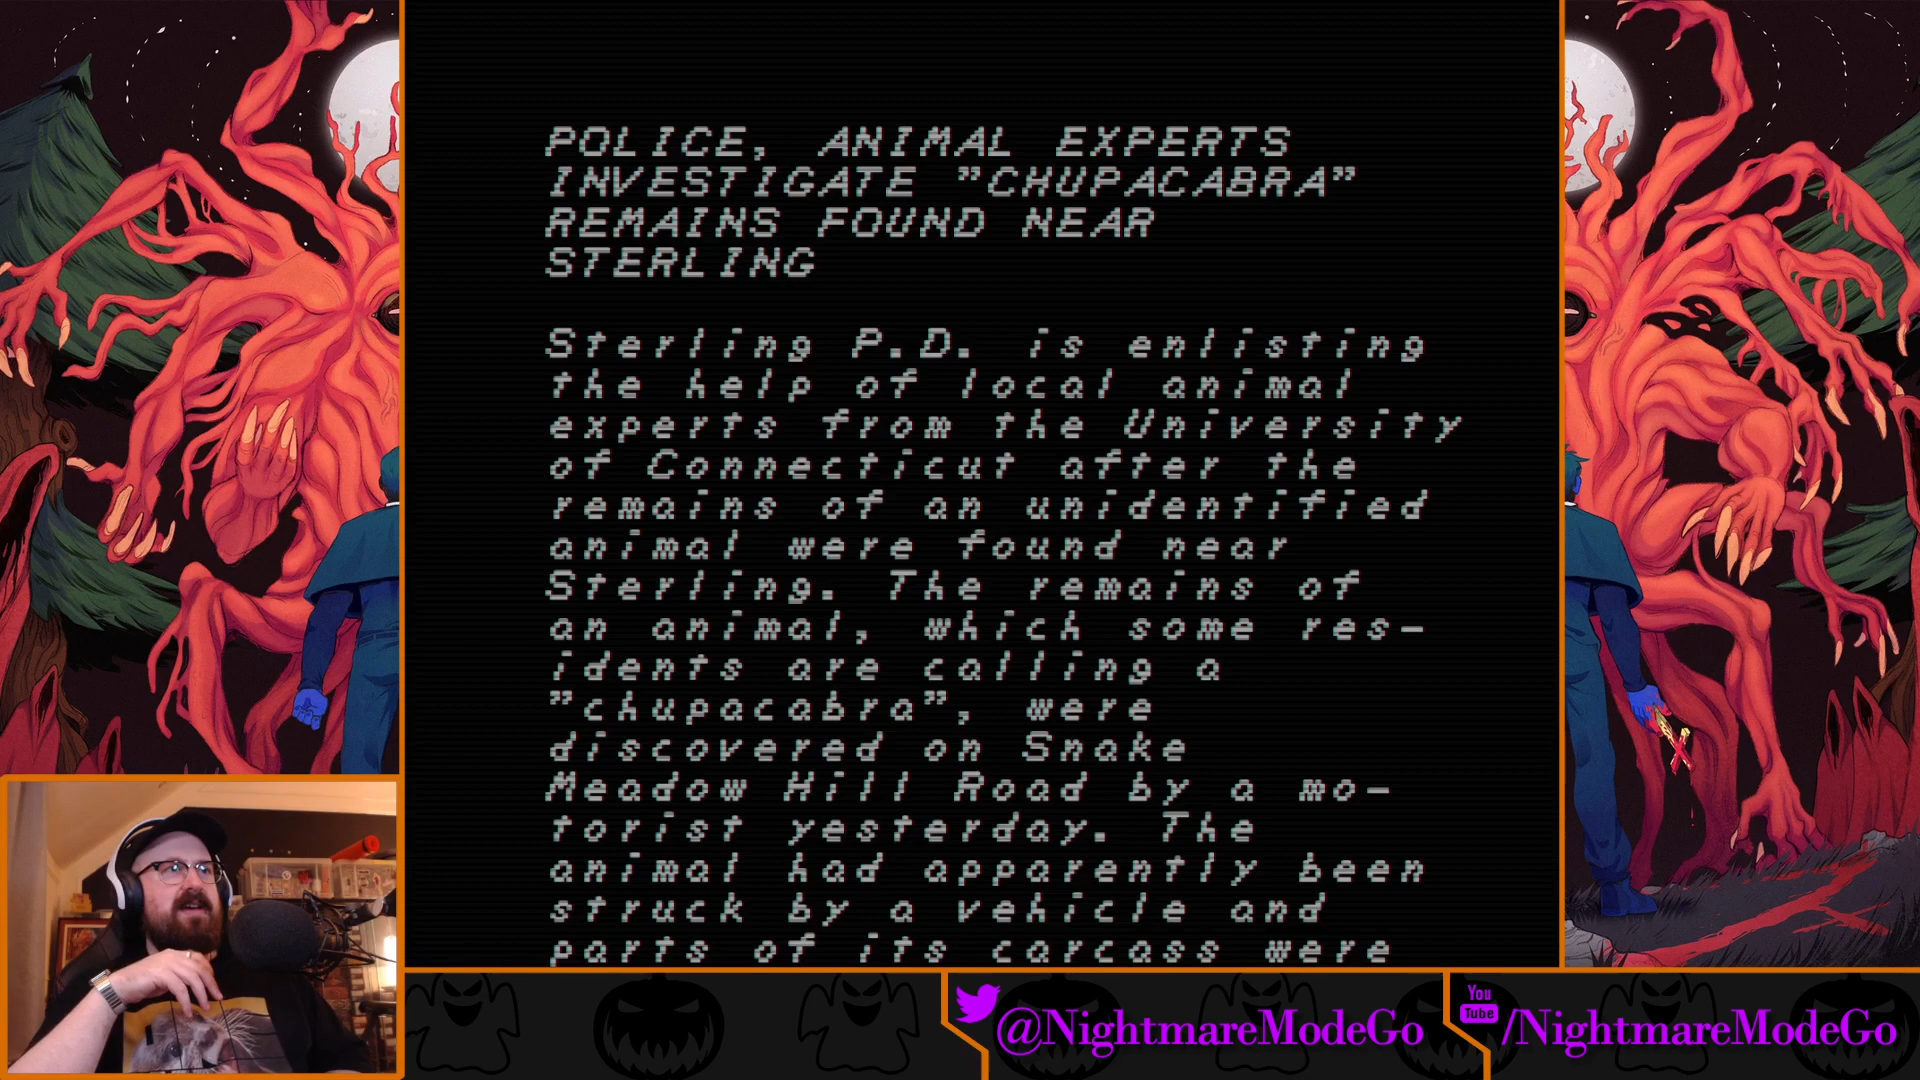 POLICE, ANIMAL EXPERTS
INVESTIGATE "CHUPACABRA"
REMAINS FOUND NEAR
STERLING
Sterling P.D. is enlisting
the help of local animal
experts from the University
of Connecticut after the
remains of an unidentified
animal were found near
Sterling. The remains of
an animal, which some res-
idents are calling a
"chupacabra", were
discovered on Snake
Meadow Hill Road by a mo-
torist yesterday. The
animal had apparently been
struck by a vehicle and
parts of its carcass were
@NightmareModeGo
You
Tube
/NightmareModeGo